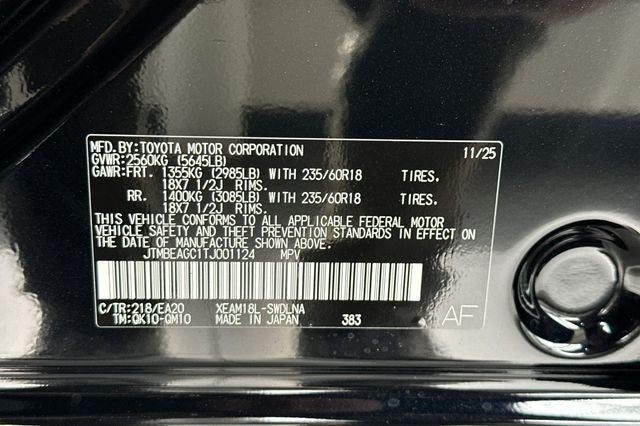 MFD.BY:TOYOTA MOTOR CORPORATION 11/25
GVWR:2560KG (5645LB)
GAWR:FRT. 1355KG (2985LB) WITH 235/60R18 TIRES.
18X7 1/2J RIMS.
RR. 1400KG (3085LB) WITH 235/60R18 TIRES.
18X7 1/2J RIMS.
THIS VEHICLE CONFORMS TO ALL APPLICABLE FEDERAL MOTOR
VEHICLE SAFETY AND THEFT PREVENTION STANDARDS IN EFFECT ON
THE DATE OF MANUFACTURE SHOWN ABOVE.
JTMBEAGC1TJ001124 MPV
C/TR:218/EA20 XEAM18L-SWDLNA
TM:QK10-QM10 MADE IN JAPAN 383 AF